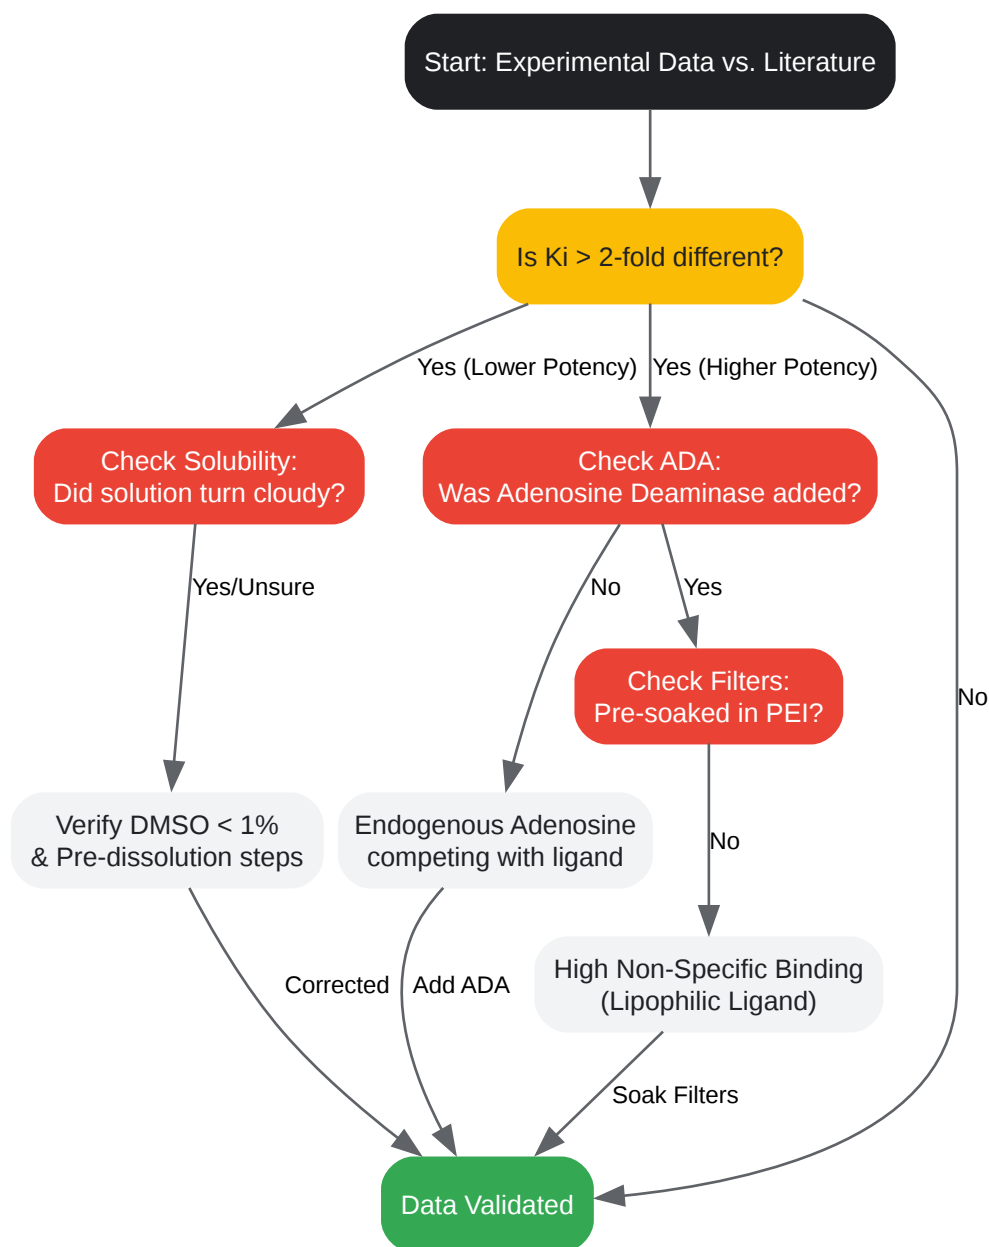 Start: Experimental Data vs. Literature
Is Ki > 2-fold different?
Yes (Lower Potency)
Yes (Higher Potency)
Check Solubility:
Did solution turn cloudy?
Check ADA:
Was Adenosine Deaminase added?
Yes/Unsure
No
Yes
Check Filters:
Pre-soaked in PEI?
No
Verify DMSO < 1%
& Pre-dissolution steps
Endogenous Adenosine
competing with ligand
No
High Non-Specific Binding
(Lipophilic Ligand)
Corrected
Add ADA
Soak Filters
Data Validated